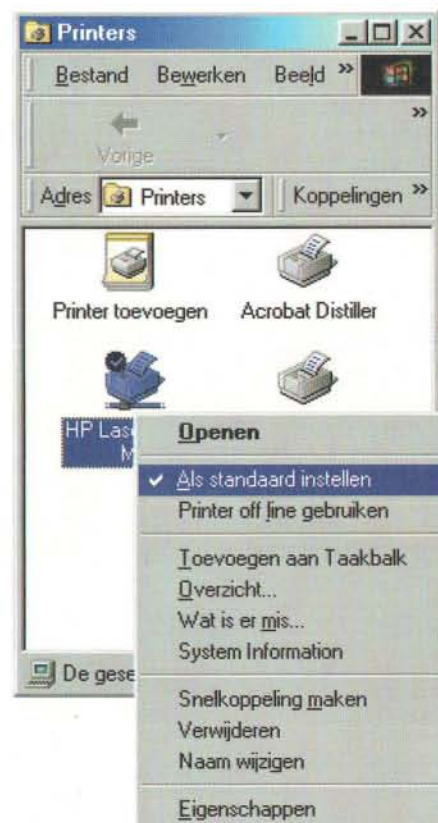 Printers
Bestand Bewerken Beeld »
»
Vorige
Adres Printers Koppelingen »
Printer toevoegen Acrobat Distiller
HP Las
M
Openen
Als standaard instellen
Printer off line gebruiken
Toevoegen aan Taakbalk
Overzicht...
Wat is er mis...
System Information
De gese
Snelkoppeling maken
Verwijderen
Naam wijzigen
Eigenschappen